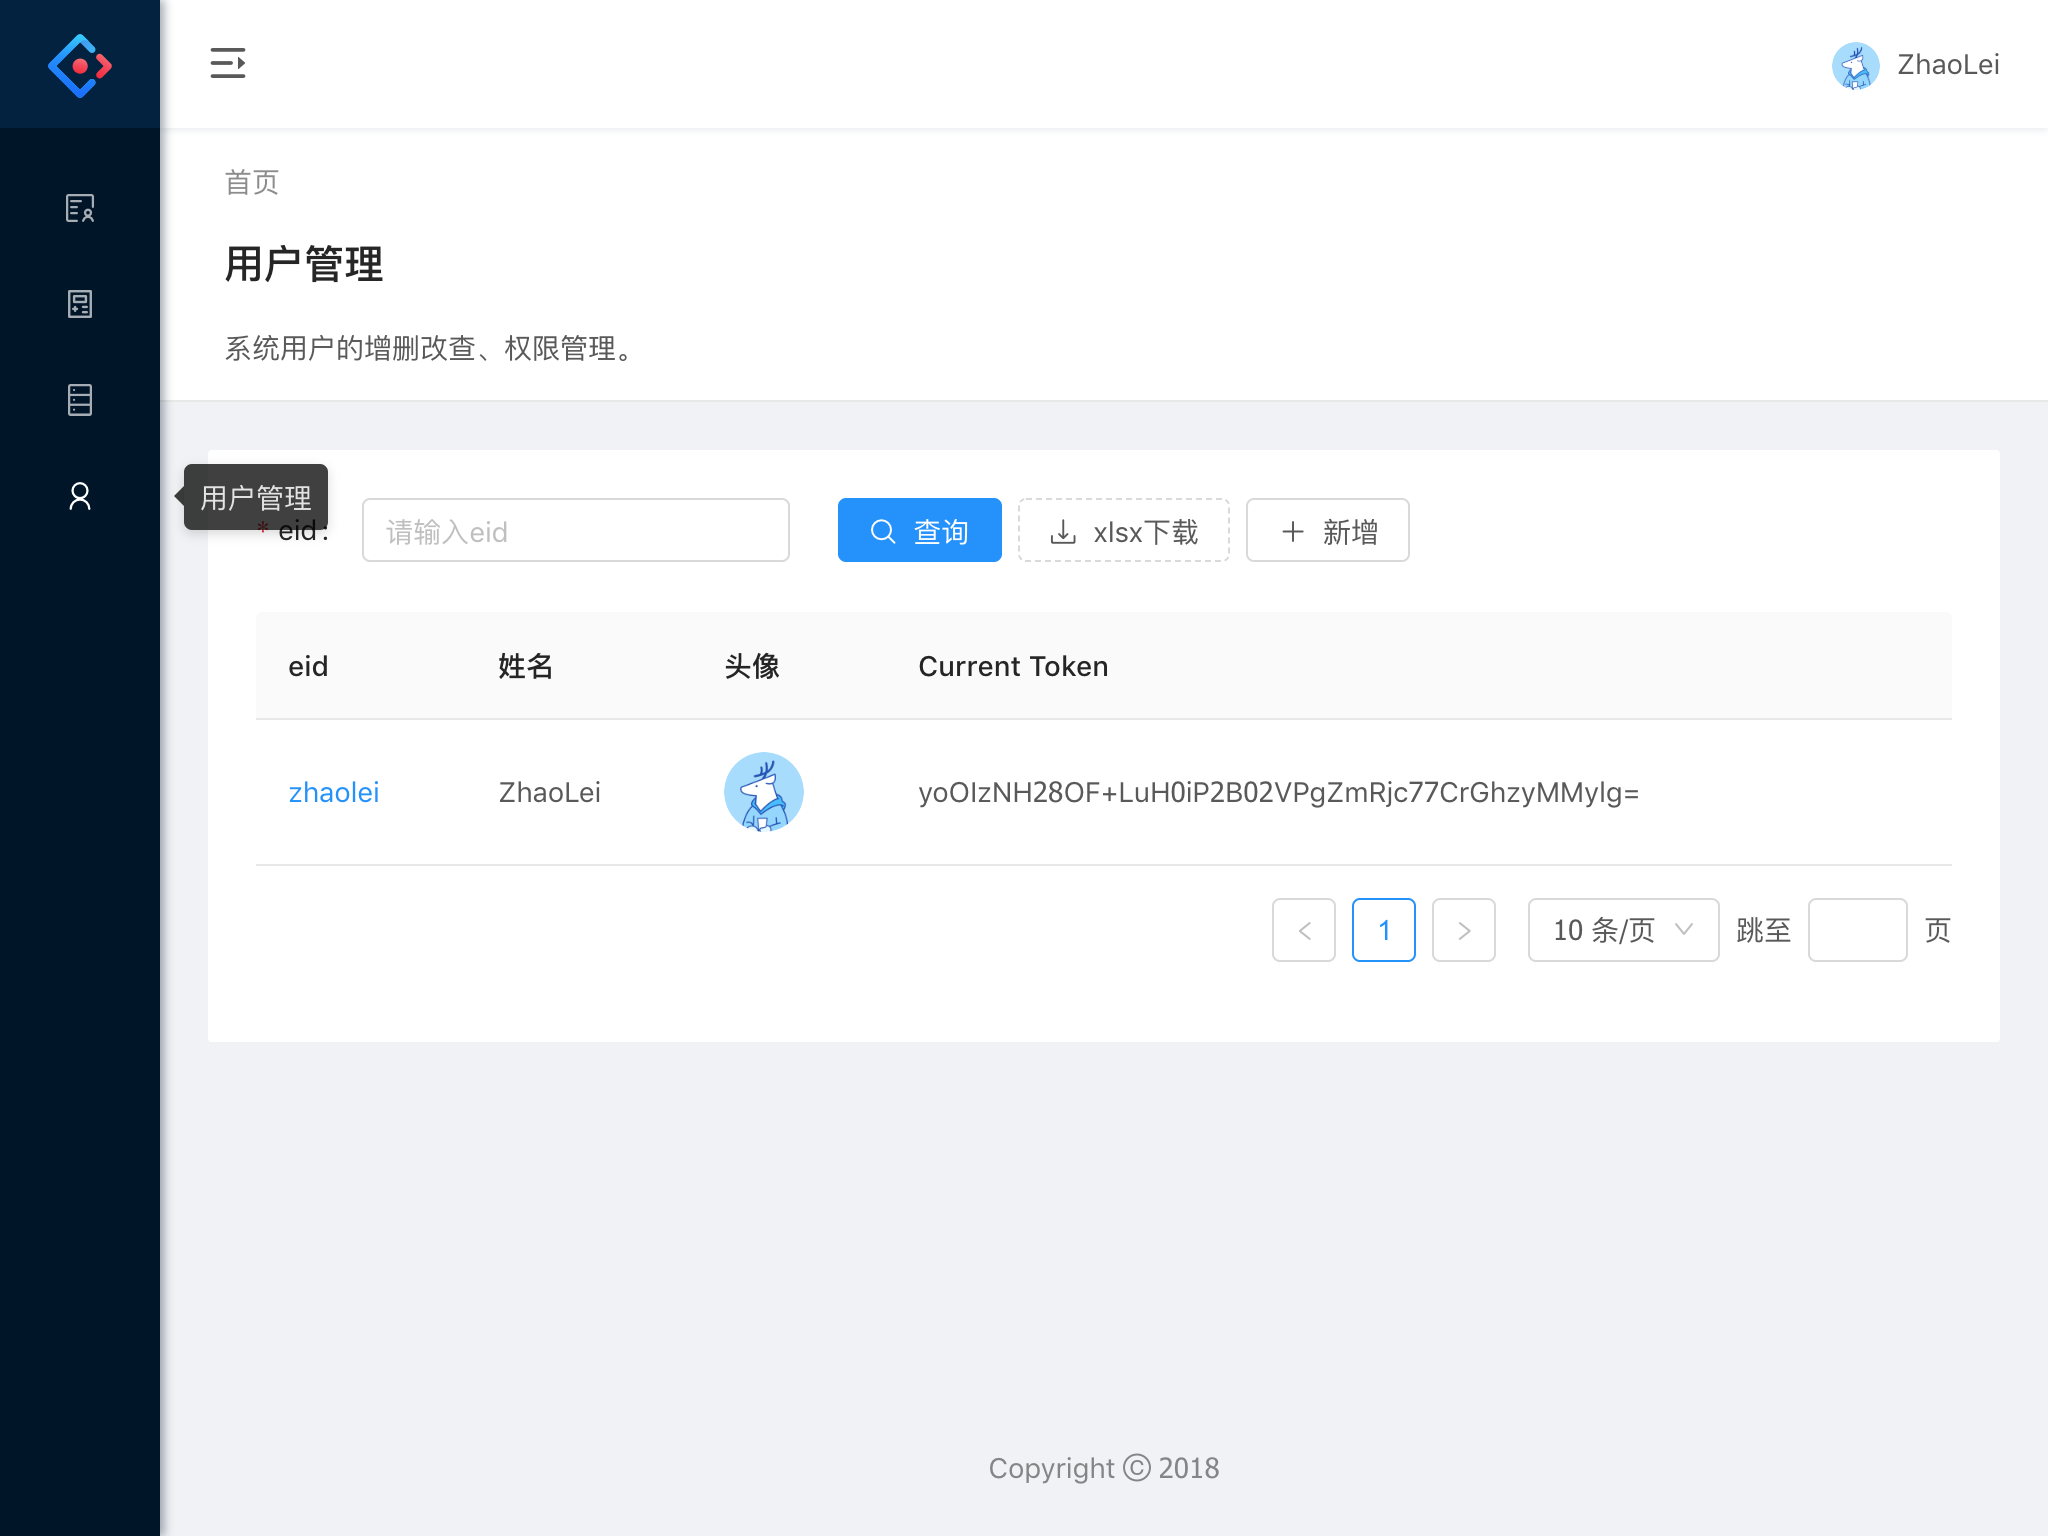 ZhaoLei
首页
用户管理
系统用户的增删改查、权限管理。
用户管理
* eid: 请输入eid 查询 xlsx下载 新增
eid 姓名 头像 Current Token
zhaolei ZhaoLei yoOIzNH28OF+LuH0iP2B02VPgZmRjc77CrGhzyMMyIg=
1 10 条/页 跳至 页
Copyright © 2018